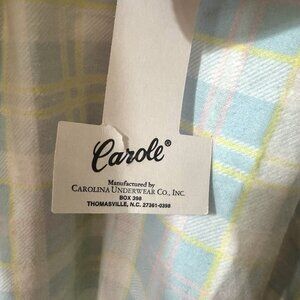 Carole®
Manufactured by
CAROLINA UNDERWEAR CO., INC.
BOX 398
THOMASVILLE, N.C. 27361-0398